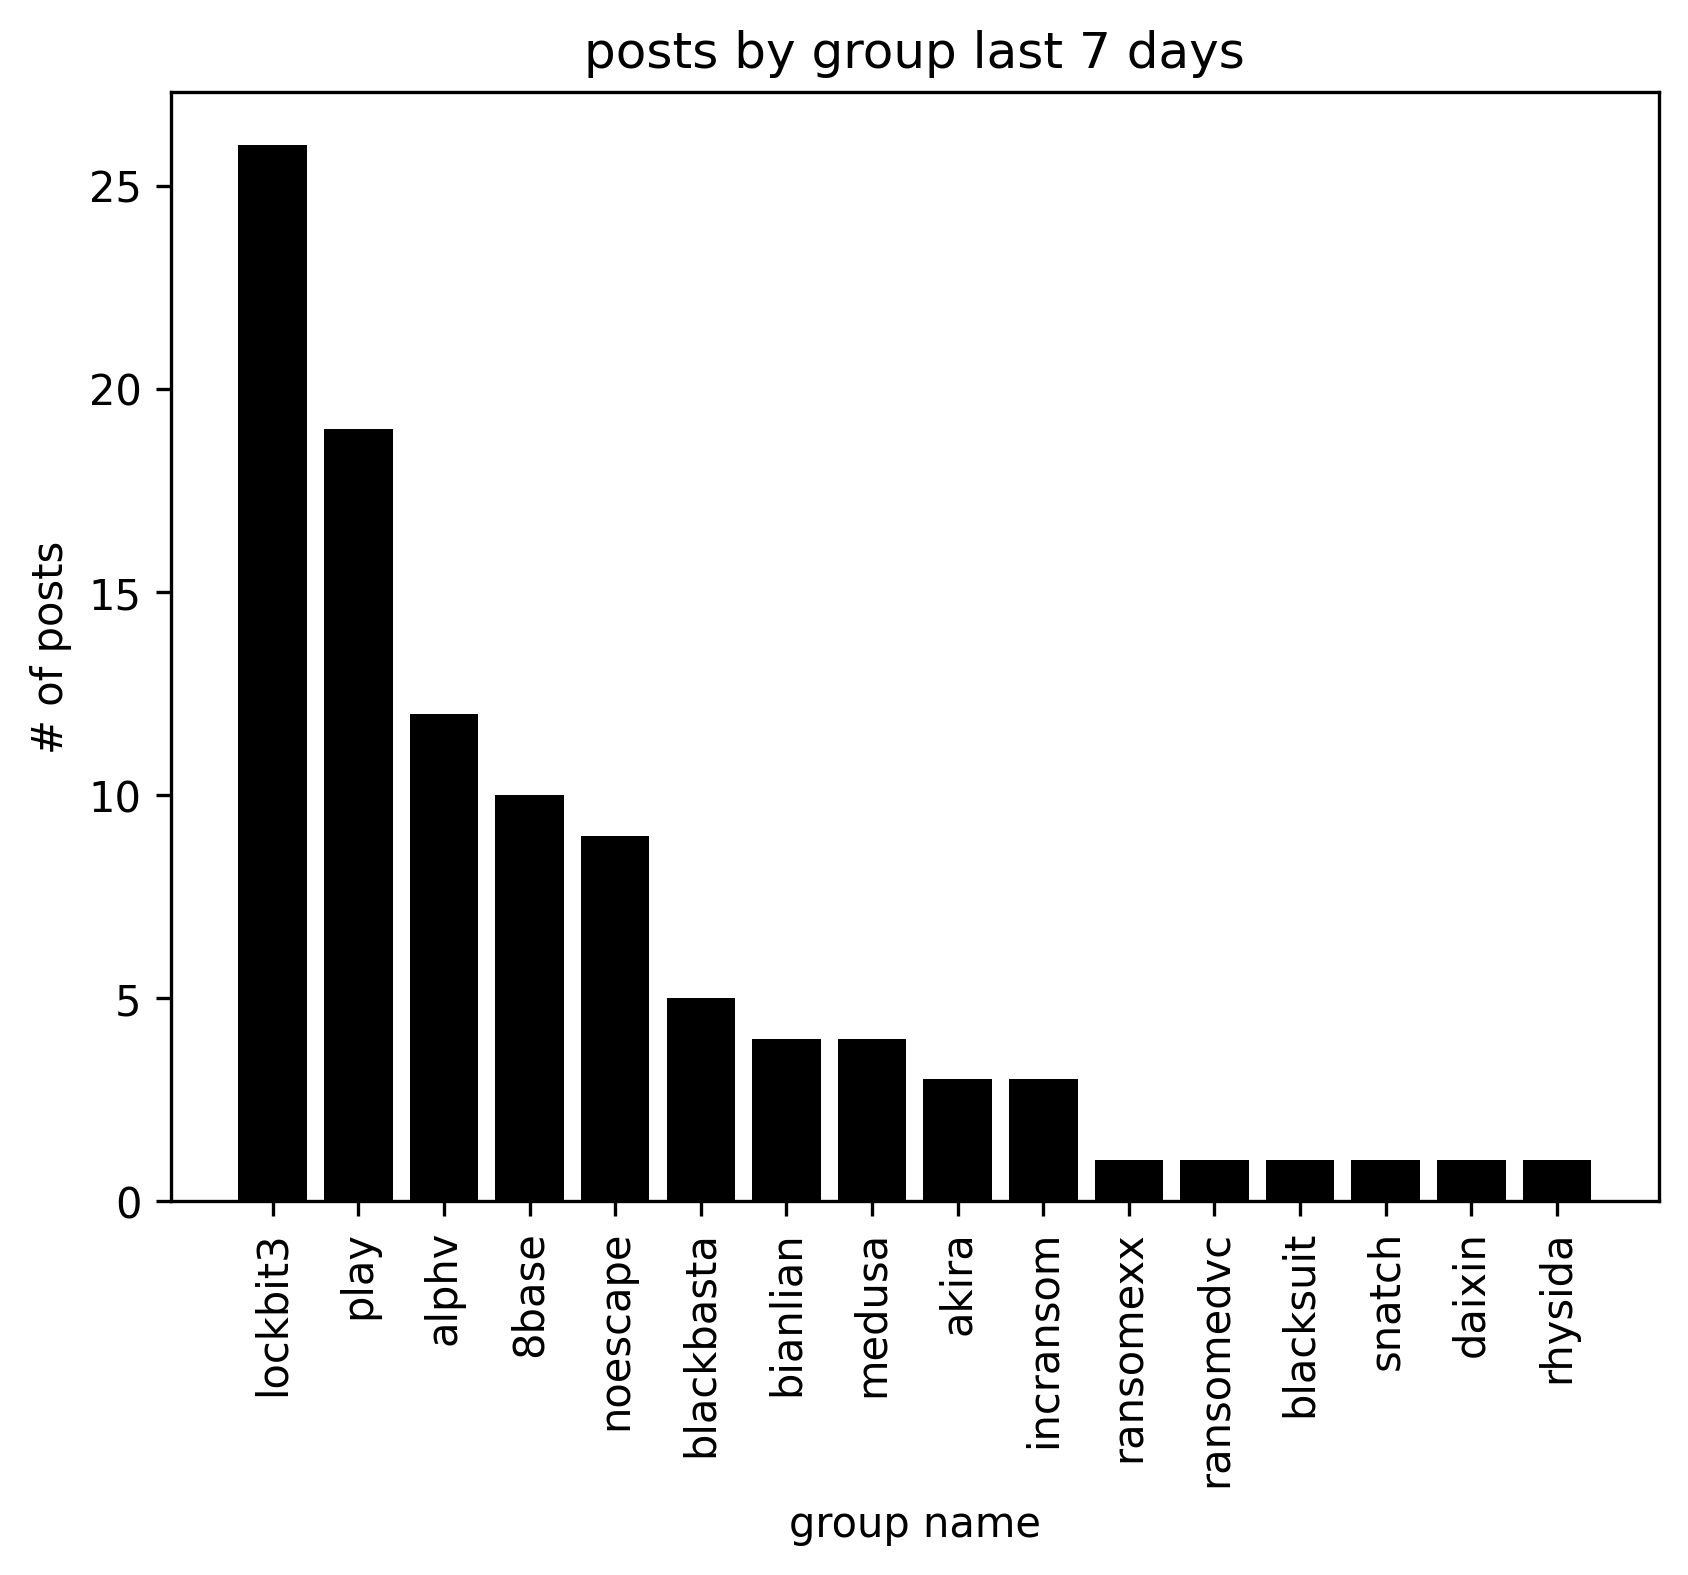 posts by group last 7 days
# of posts
25
20
15
10
5
0
lockbit3
play
alphv
8base
noescape
blackbasta
bianlian
medusa
akira
incransom
ransomexx
ransomedvc
blacksuit
snatch
daixin
rhysida
group name